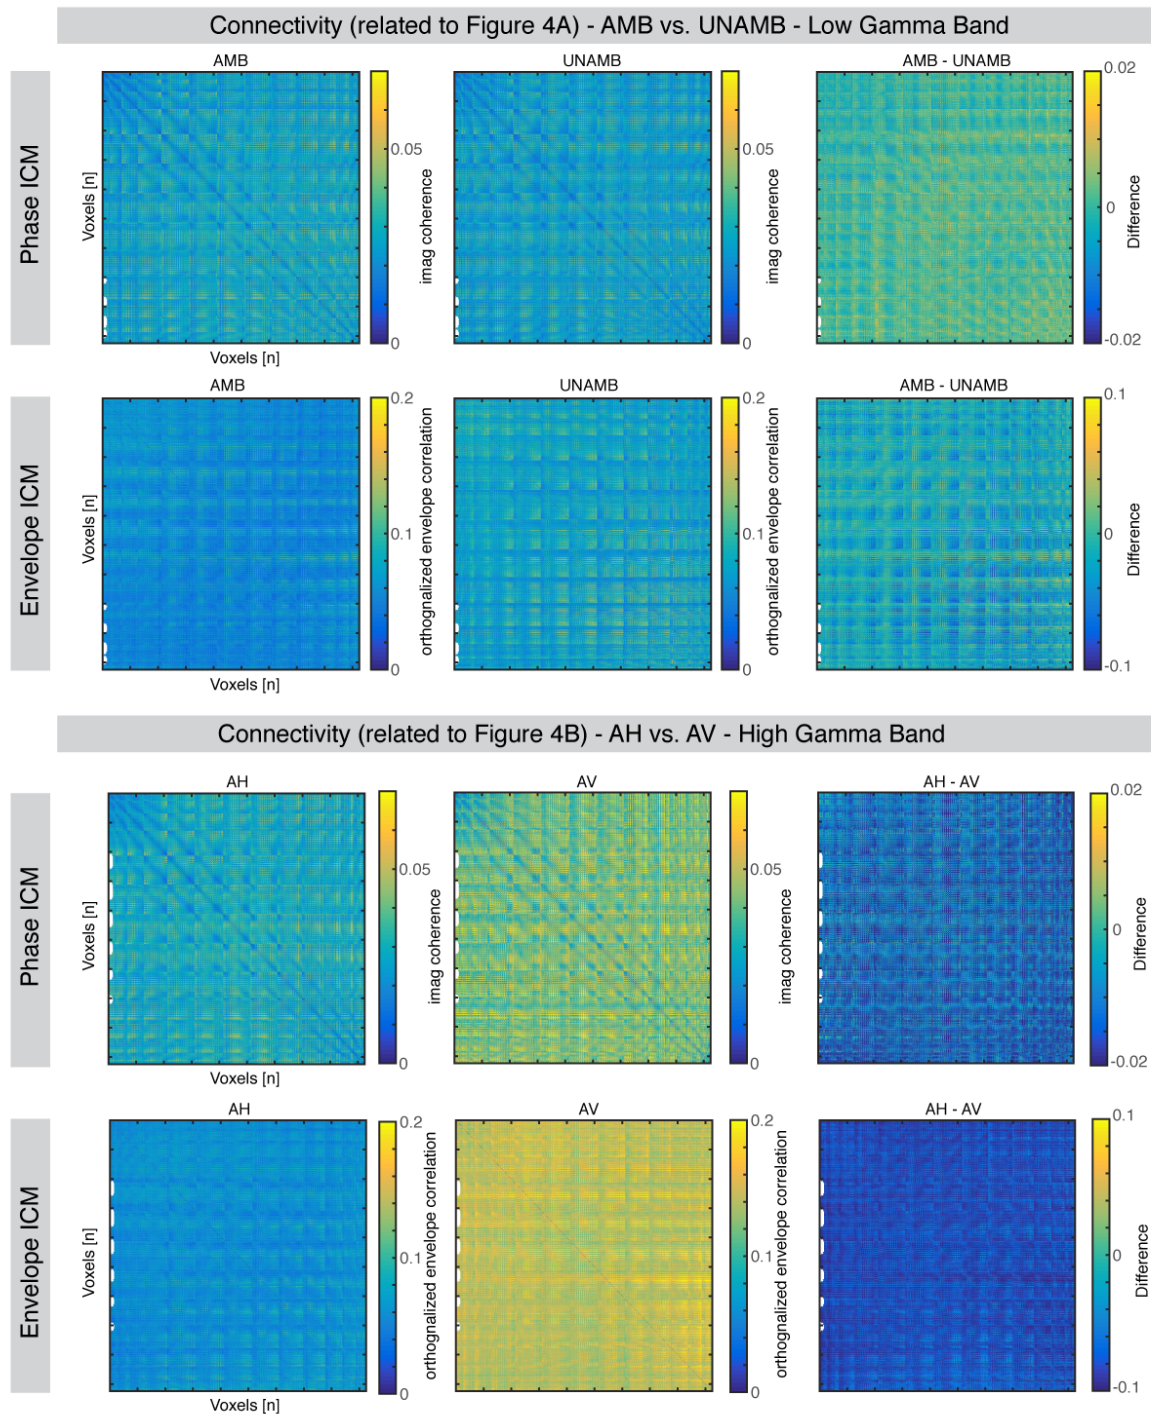 Connectivity (related to Figure 4A) - AMB vs. UNAMB - Low Gamma Band
Phase ICM
AMB
Voxels [n]
Voxels [n]
0.05
0
imag coherence
UNAMB
0.05
0
imag coherence
AMB - UNAMB
0.02
0
-0.02
Difference
Envelope ICM
AMB
Voxels [n]
Voxels [n]
0.2
0.1
0
orthognalized envelope correlation
UNAMB
0.2
0.1
0
orthognalized envelope correlation
AMB - UNAMB
0.1
0
-0.1
Difference
Connectivity (related to Figure 4B) - AH vs. AV - High Gamma Band
Phase ICM
AH
Voxels [n]
Voxels [n]
0.05
0
imag coherence
AV
0.05
0
imag coherence
AH - AV
0.02
0
-0.02
Difference
Envelope ICM
AH
Voxels [n]
Voxels [n]
0.2
0.1
0
orthognalized envelope correlation
AV
0.2
0.1
0
orthognalized envelope correlation
AH - AV
0.1
0
-0.1
Difference